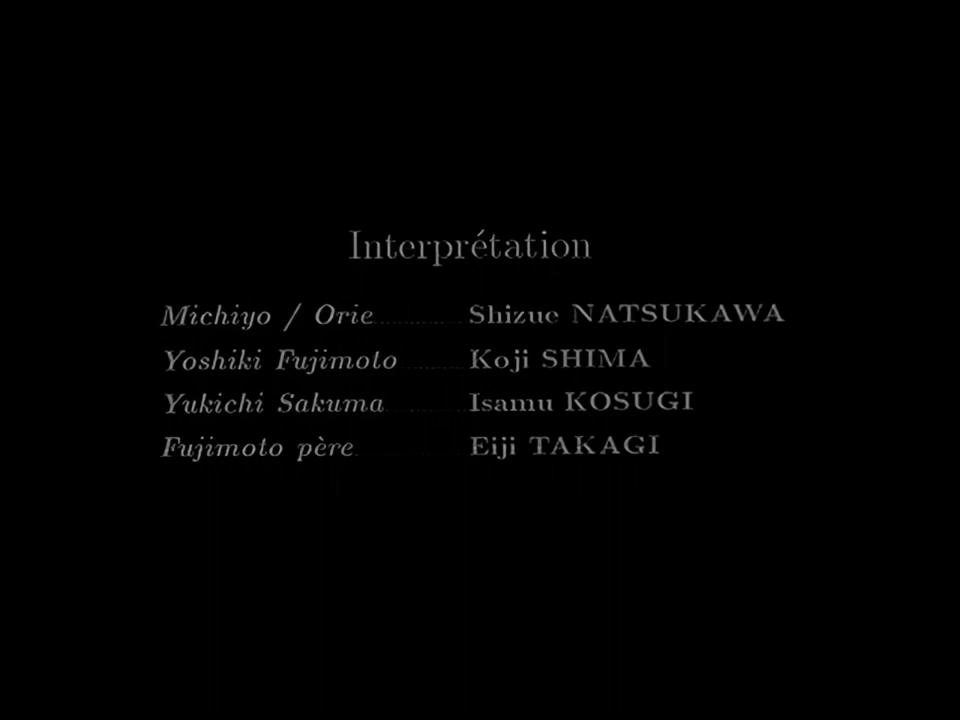 Interprétation
Michiyo / Orie Shizue NATSUKAWA
Yoshiki Fujimoto Koji SHIMA
Yukichi Sakuma Isamu KOSUGI
Fujimoto père Eiji TAKAGI